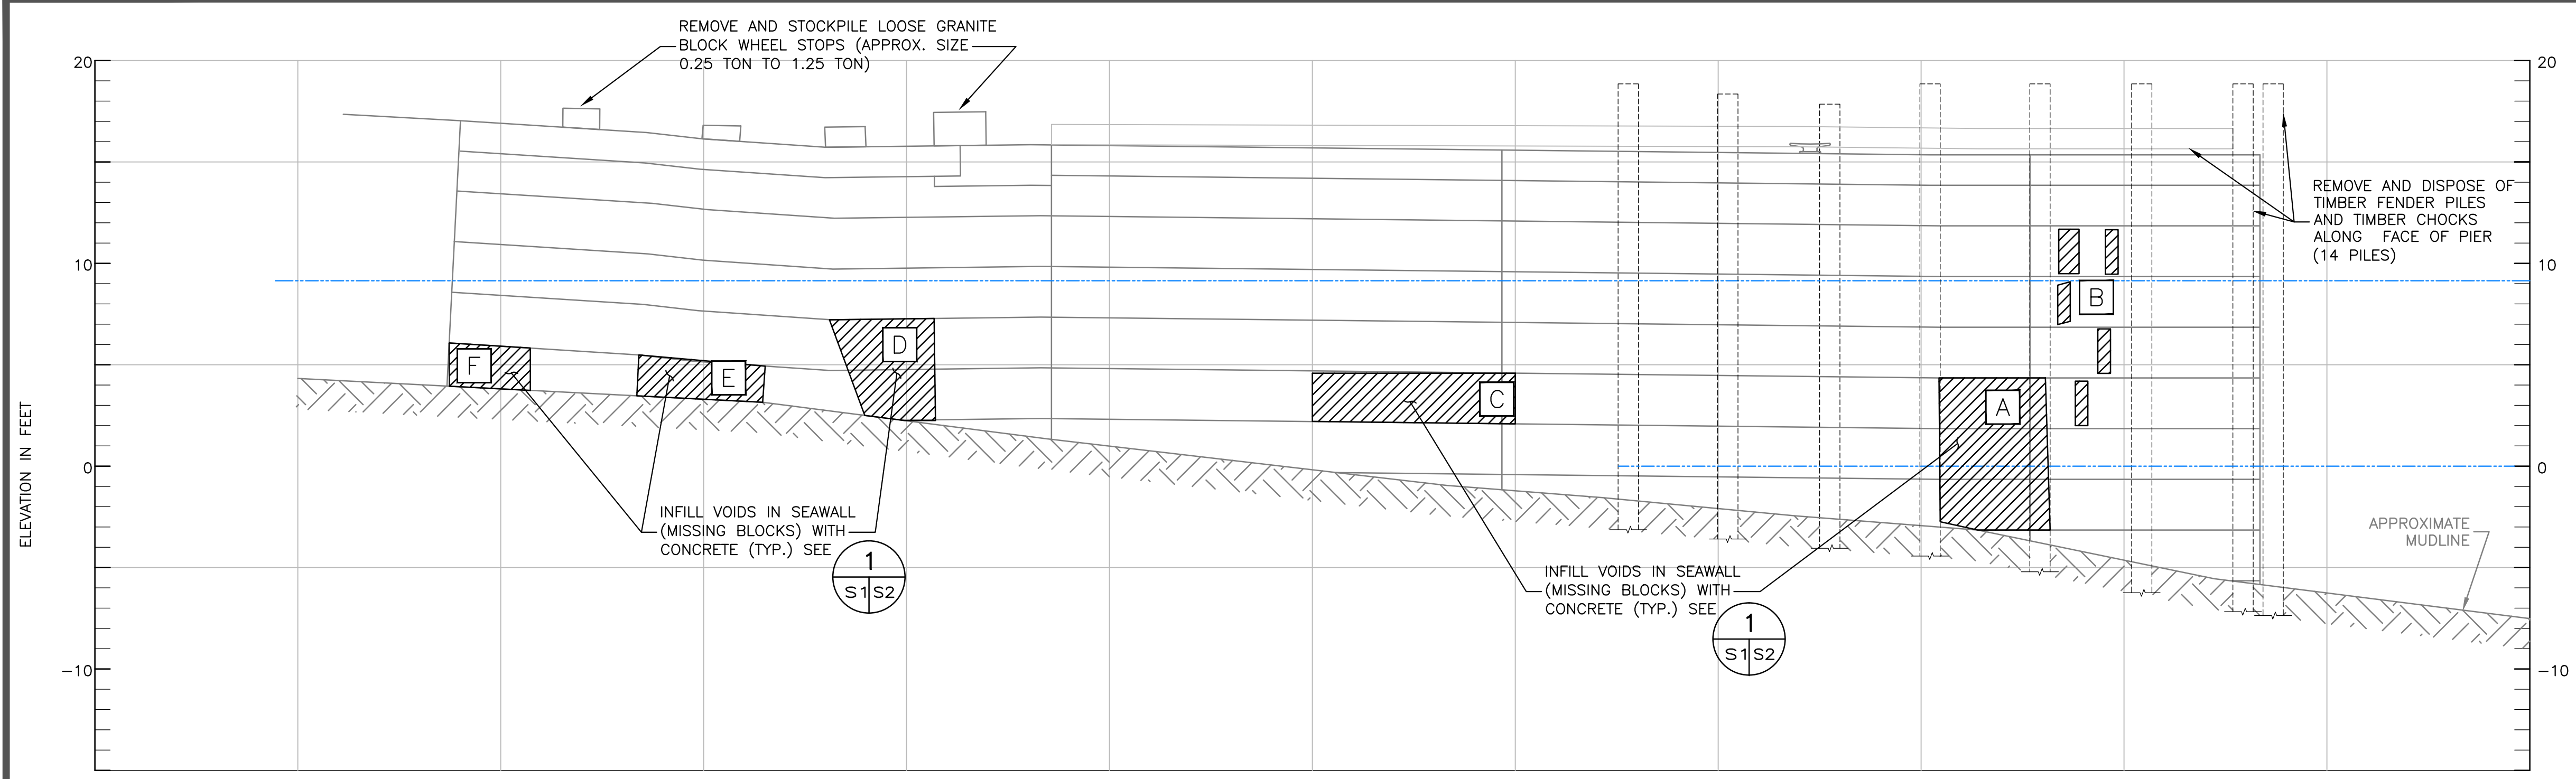 REMOVE AND STOCKPILE LOOSE GRANITE
BLOCK WHEEL STOPS (APPROX. SIZE
0.25 TON TO 1.25 TON)
20
20
REMOVE AND DISPOSE OF
TIMBER FENDER PILES
AND TIMBER CHOCKS
ALONG FACE OF PIER
(14 PILES)
10
10
B
D
F
E
C
A
ELEVATION IN FEET
0
0
INFILL VOIDS IN SEAWALL
(MISSING BLOCKS) WITH
CONCRETE (TYP.) SEE
1
S1 S2
INFILL VOIDS IN SEAWALL
(MISSING BLOCKS) WITH
CONCRETE (TYP.) SEE
1
S1 S2
APPROXIMATE
MUDLINE
-10
-10